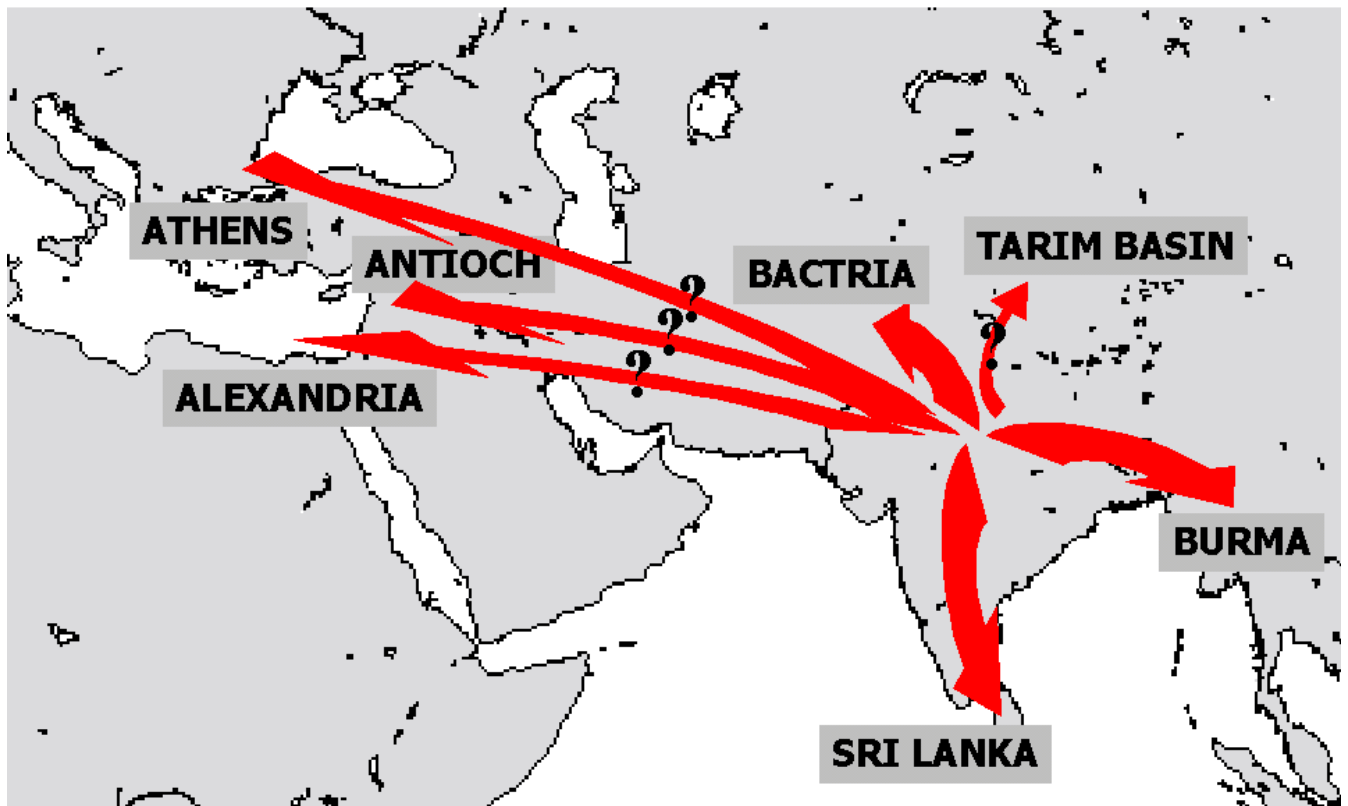 ATHENS
ANTIOCH
BACTRIA
TARIM BASIN
?
?
?
?
ALEXANDRIA
BURMA
SRI LANKA